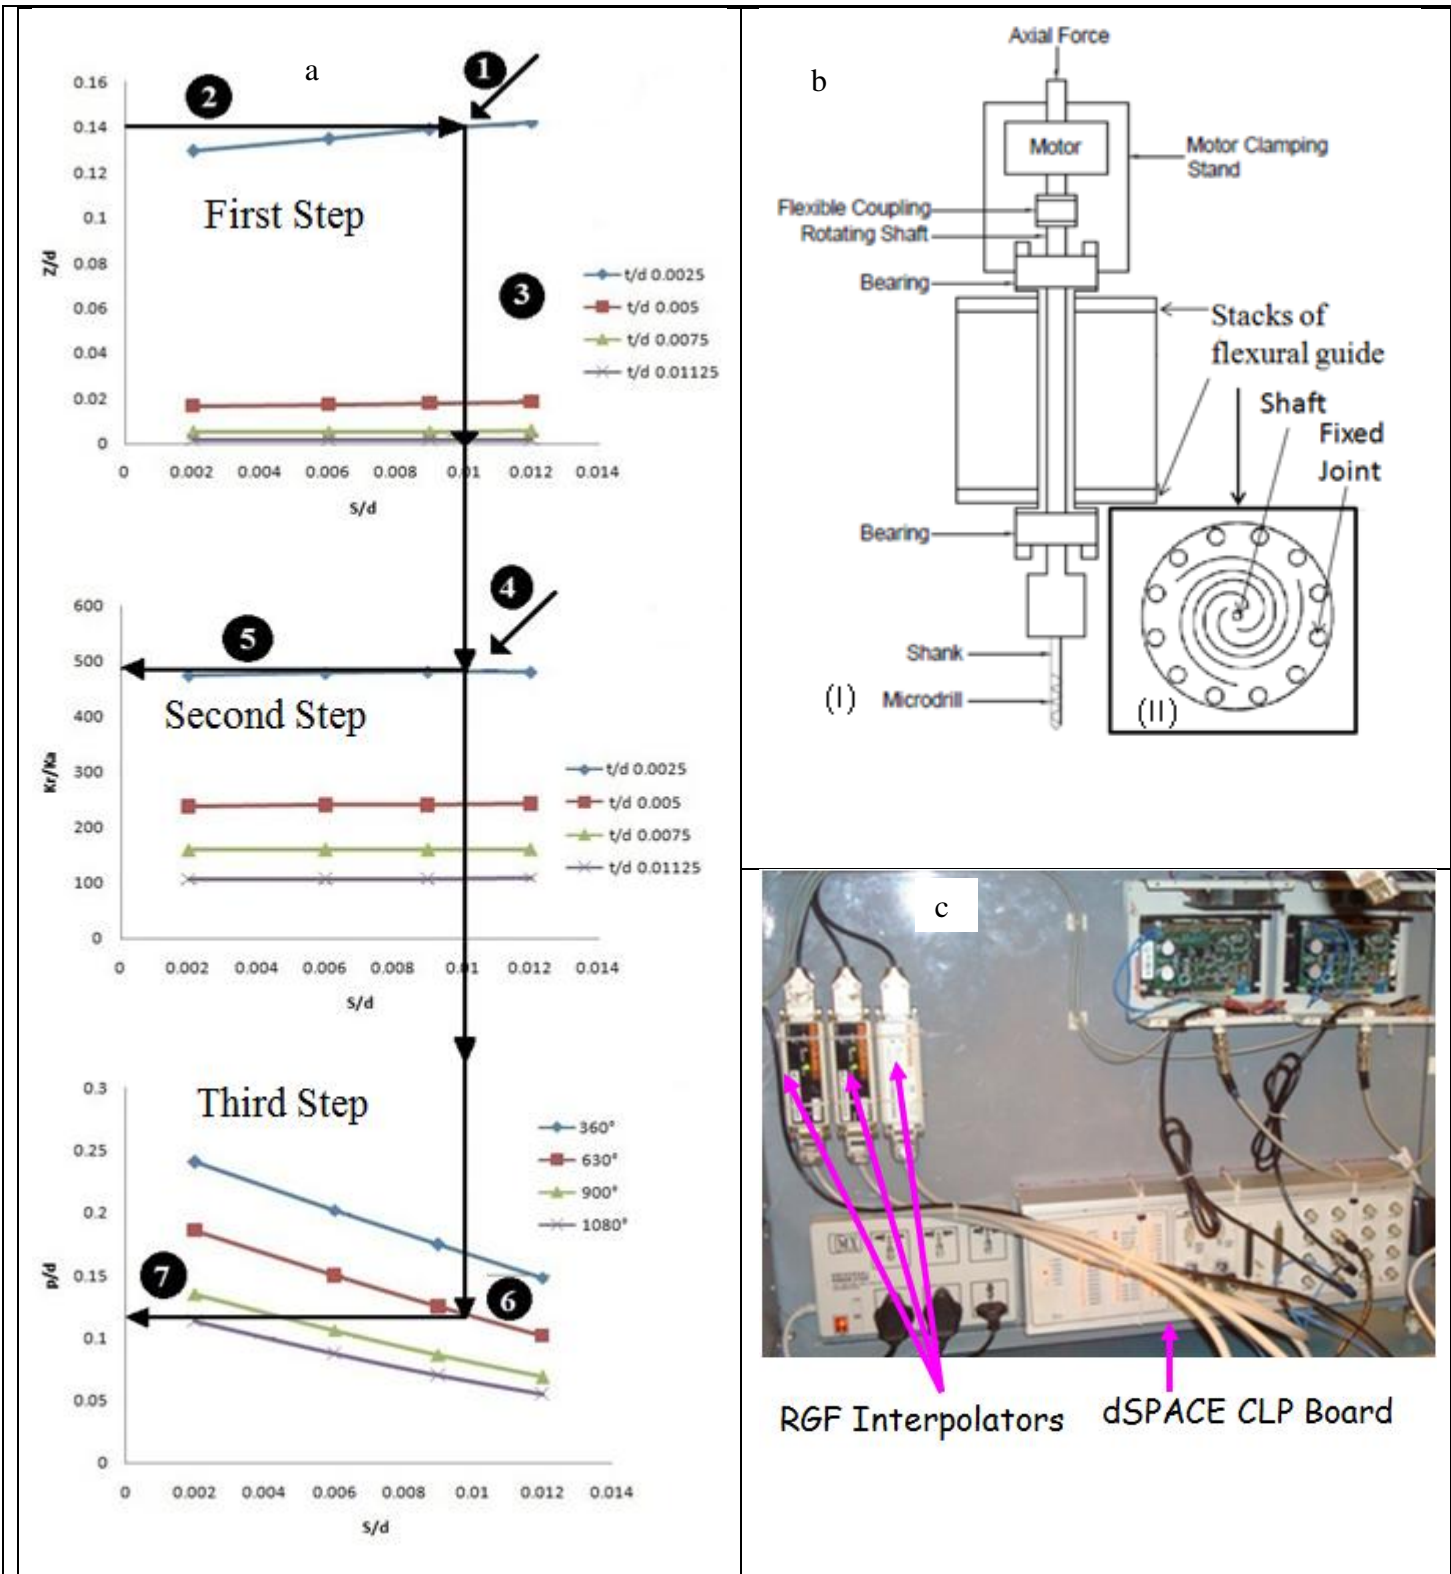 a
1
2
0.16
0.14
0.12
0.1
0.08
0.06
0.04
0.02
0
Z/d
First Step
3
t/d 0.0025
t/d 0.005
t/d 0.0075
t/d 0.01125
0 0.002 0.004 0.006 0.008 0.01 0.012 0.014
S/d
4
5
600
500
400
300
200
100
0
Kr/Ka
Second Step
t/d 0.0025
t/d 0.005
t/d 0.0075
t/d 0.01125
0 0.002 0.004 0.006 0.008 0.01 0.012 0.014
S/d
0.3
0.25
0.2
0.15
0.1
0.05
0
p/d
Third Step
360°
630°
900°
1080°
7
6
0 0.002 0.004 0.006 0.008 0.01 0.012 0.014
S/d
b
Axial Force
Motor
Motor Clamping
Stand
Flexible Coupling
Rotating Shaft
Bearing
Stacks of
flexural guide
Shaft
Fixed
Joint
Bearing
Shank
Microdrill
(I)
(II)
c
RGF Interpolators
dSPACE CLP Board